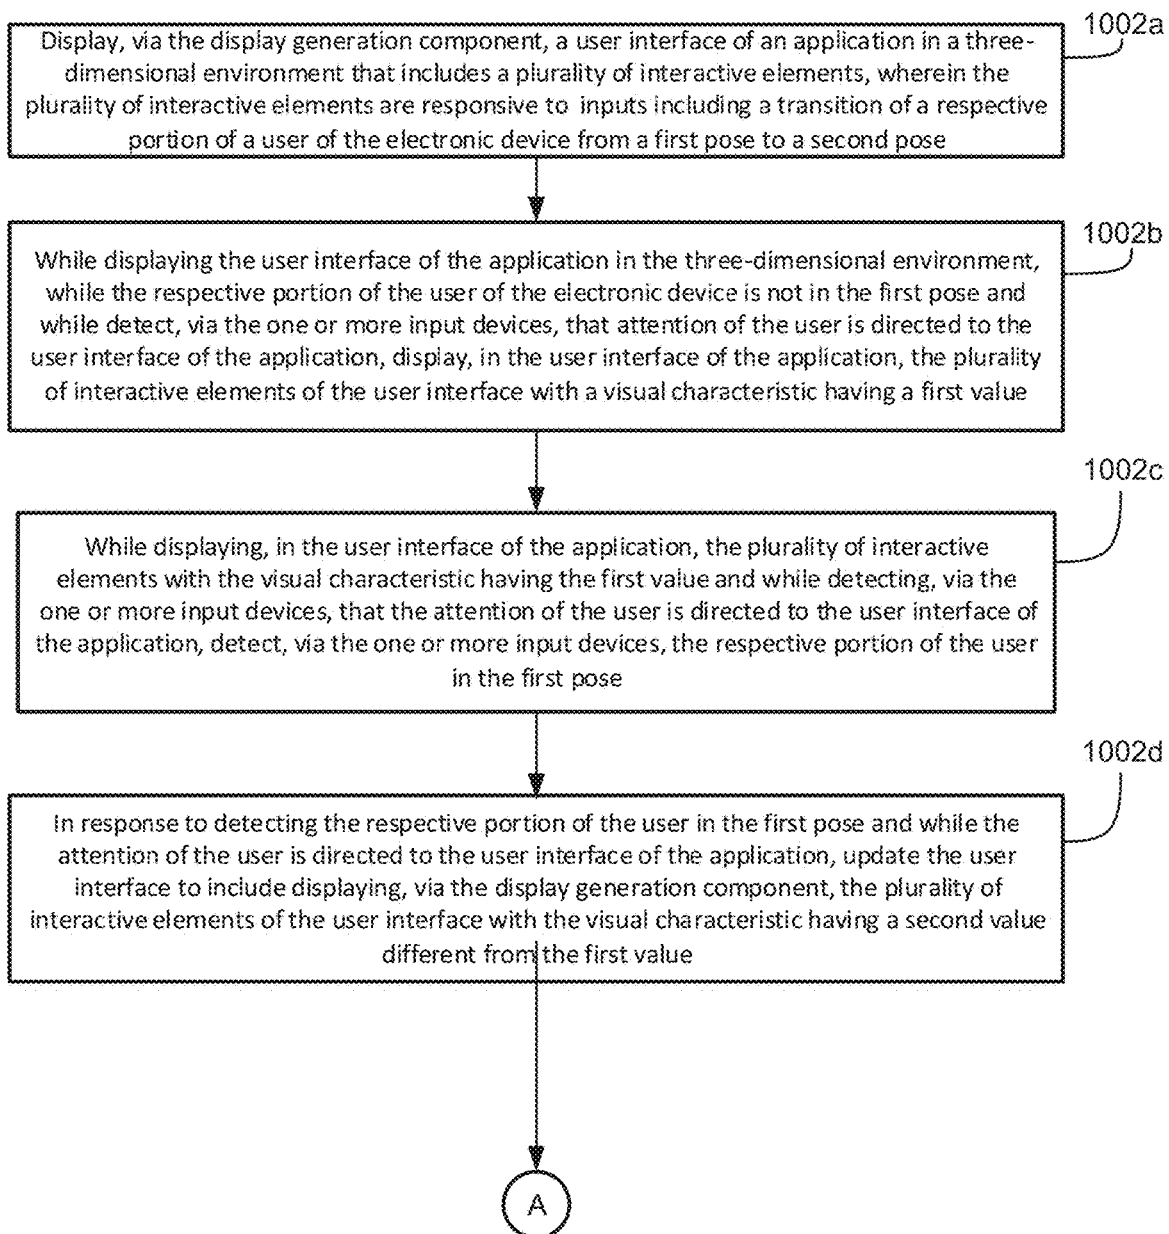 1002a
Display, via the display generation component, a user interface of an application in a three-
dimensional environment that includes a plurality of interactive elements, wherein the
plurality of interactive elements are responsive to inputs including a transition of a respective
portion of a user of the electronic device from a first pose to a second pose
1002b
While displaying the user interface of the application in the three-dimensional environment,
while the respective portion of the user of the electronic device is not in the first pose and
while detect, via the one or more input devices, that attention of the user is directed to the
user interface of the application, display, in the user interface of the application, the plurality
of interactive elements of the user interface with a visual characteristic having a first value
1002c
While displaying, in the user interface of the application, the plurality of interactive
elements with the visual characteristic having the first value and while detecting, via the
one or more input devices, that the attention of the user is directed to the user interface of
the application, detect, via the one or more input devices, the respective portion of the user
in the first pose
1002d
In response to detecting the respective portion of the user in the first pose and while the
attention of the user is directed to the user interface of the application, update the user
interface to include displaying, via the display generation component, the plurality of
interactive elements of the user interface with the visual characteristic having a second value
different from the first value
A